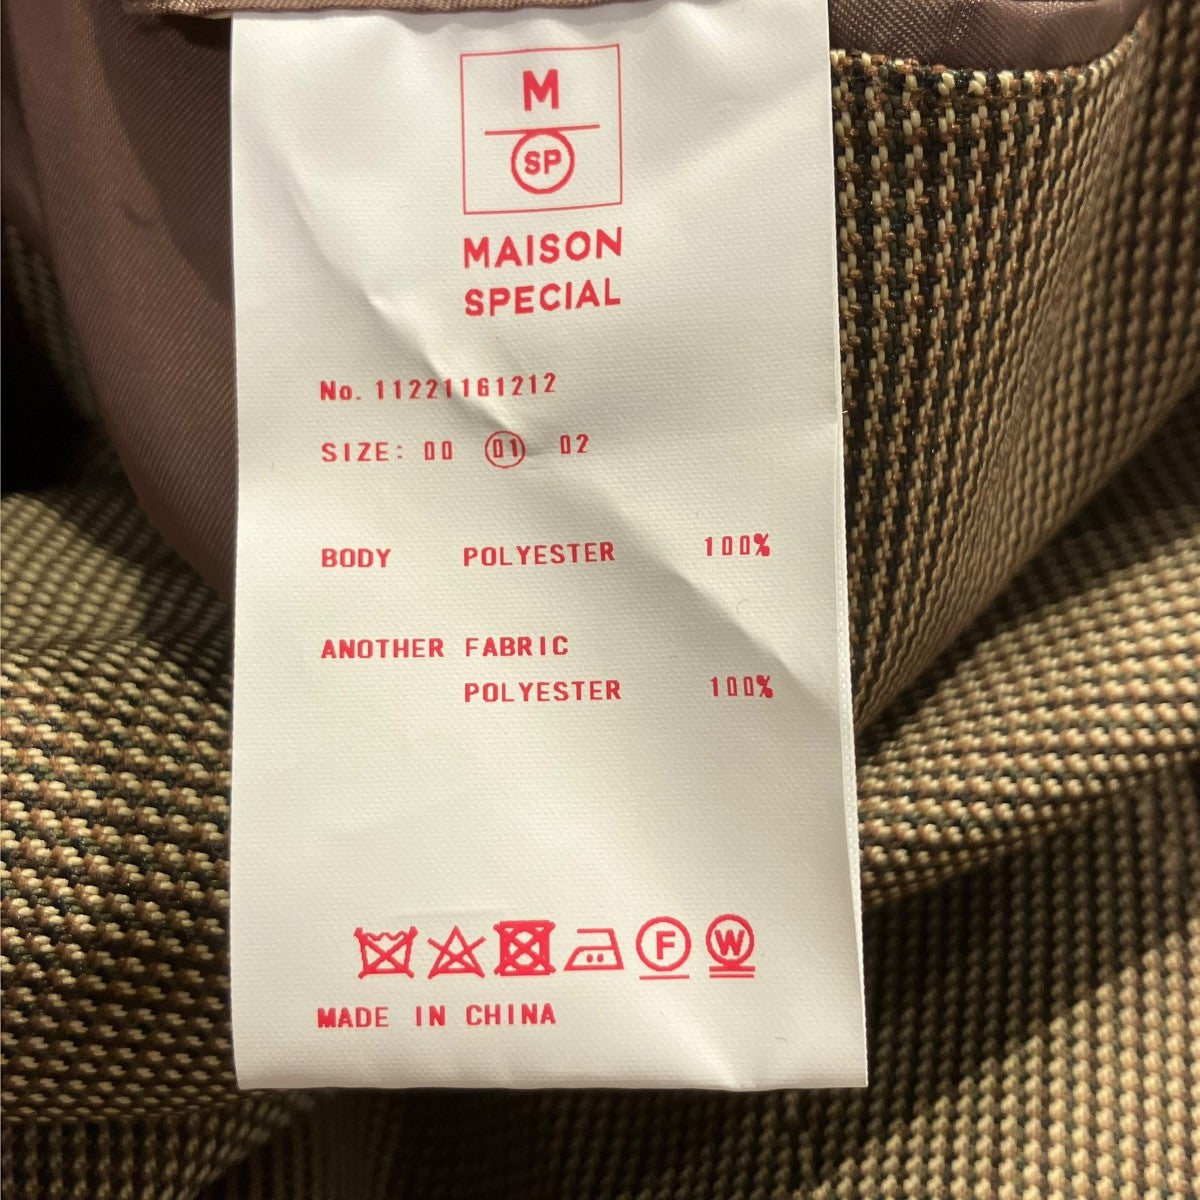 M
SP
MAISON
SPECIAL
No. 11221161212
SIZE: 00 01 02
BODY POLYESTER 100%
ANOTHER FABRIC
POLYESTER 100%
F W
MADE IN CHINA